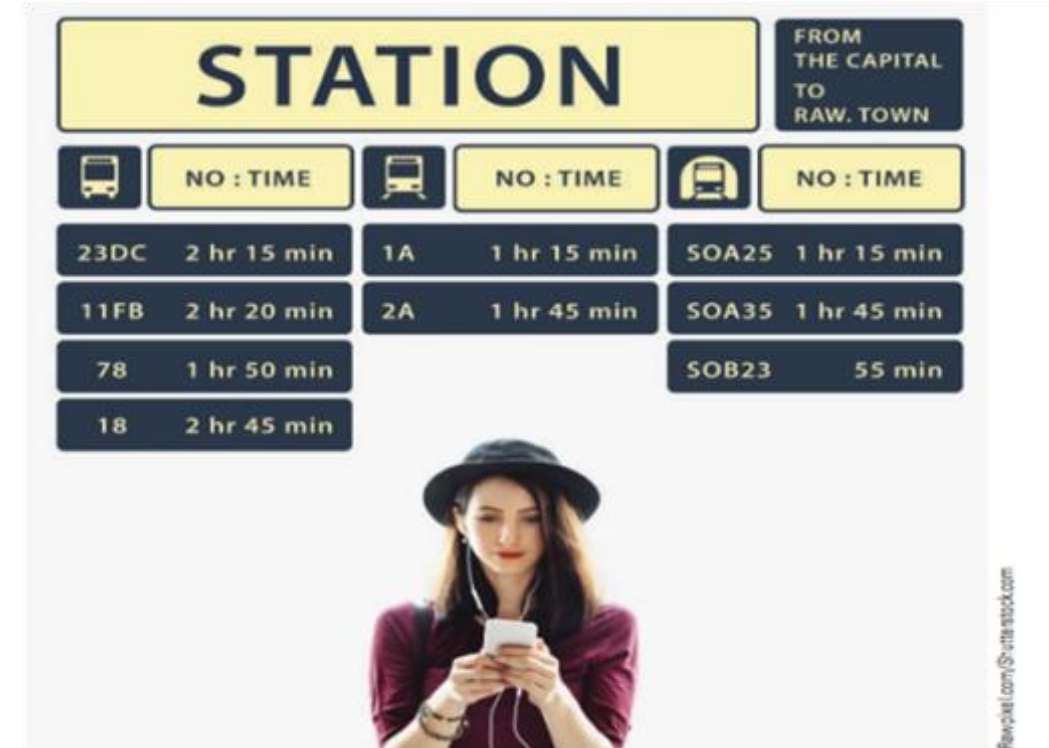 STATION
FROM
THE CAPITAL
TO
RAW. TOWN
NO : TIME
NO : TIME
NO : TIME
23DC 2 hr 15 min
11FB 2 hr 20 min
78 1 hr 50 min
18 2 hr 45 min
1A 1 hr 15 min
2A 1 hr 45 min
SOA25 1 hr 15 min
SOA35 1 hr 45 min
SOB23 55 min
Rawpixel.com/Shutterstock.com